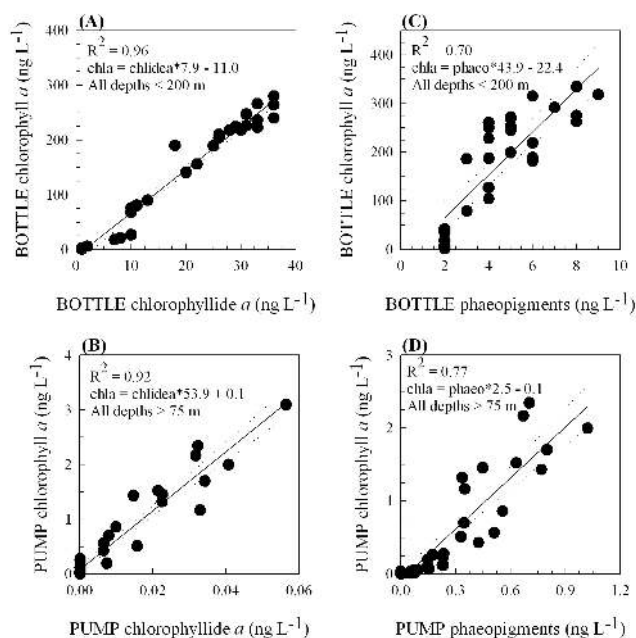 (A)
R² = 0.96
chla = chlidea*7.9 - 11.0
All depths < 200 m
400
300
200
100
0
0 10 20 30 40
BOTTLE chlorophyll a (ng L⁻¹)
BOTTLE chlorophyllide a (ng L⁻¹)
(C)
R² = 0.70
chla = phaco*43.9 - 22.4
All depths < 200 m
400
300
200
100
0
0 2 4 6 8 10
BOTTLE chlorophyll a (ng L⁻¹)
BOTTLE phaeopigments (ng L⁻¹)
(B)
R² = 0.92
chla = chlidea*53.9 + 0.1
All depths > 75 m
4
3
2
1
0
0.00 0.02 0.04 0.06
PUMP chlorophyll a (ng L⁻¹)
PUMP chlorophyllide a (ng L⁻¹)
(D)
R² = 0.77
chla = phaeo*2.5 - 0.1
All depths > 75 m
3
2
1
0
0.0 0.3 0.6 0.9 1.2
PUMP chlorophyll a (ng L⁻¹)
PUMP phaeopigments (ng L⁻¹)